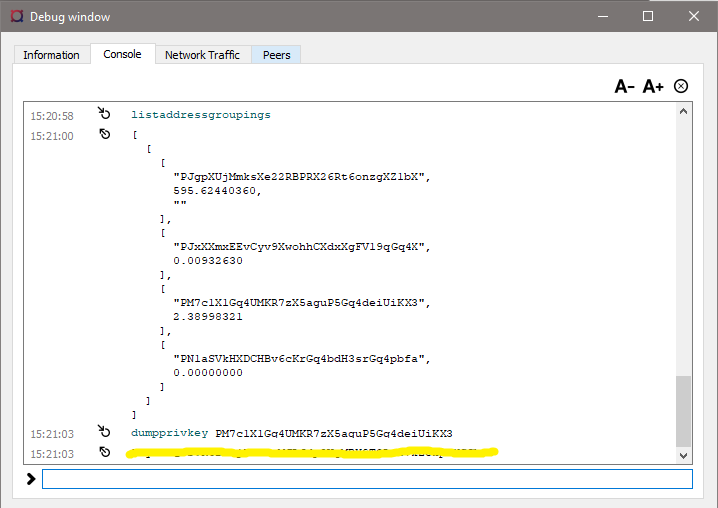 Debug window
Information Console Network Traffic Peers
A- A+
15:20:58 listaddressgroupings
15:21:00 [
[
[
"PJgpXUjMmksXe22RBPRX26Rt6onzgXZ1bX",
595.62440360,
""
],
[
"PJxXXmxEEvCyv9XwohhCXdxXgFV19qGq4X",
0.00932630
],
[
"PM7c1X1Gq4UMKR7zX5aguP5Gq4deiUiKX3",
2.38998321
],
[
"PN1aSVkHXDCHBv6cKrGq4bdH3srGq4pbfa",
0.00000000
]
]
]
15:21:03 dumpprivkey PM7c1X1Gq4UMKR7zX5aguP5Gq4deiUiKX3
15:21:03